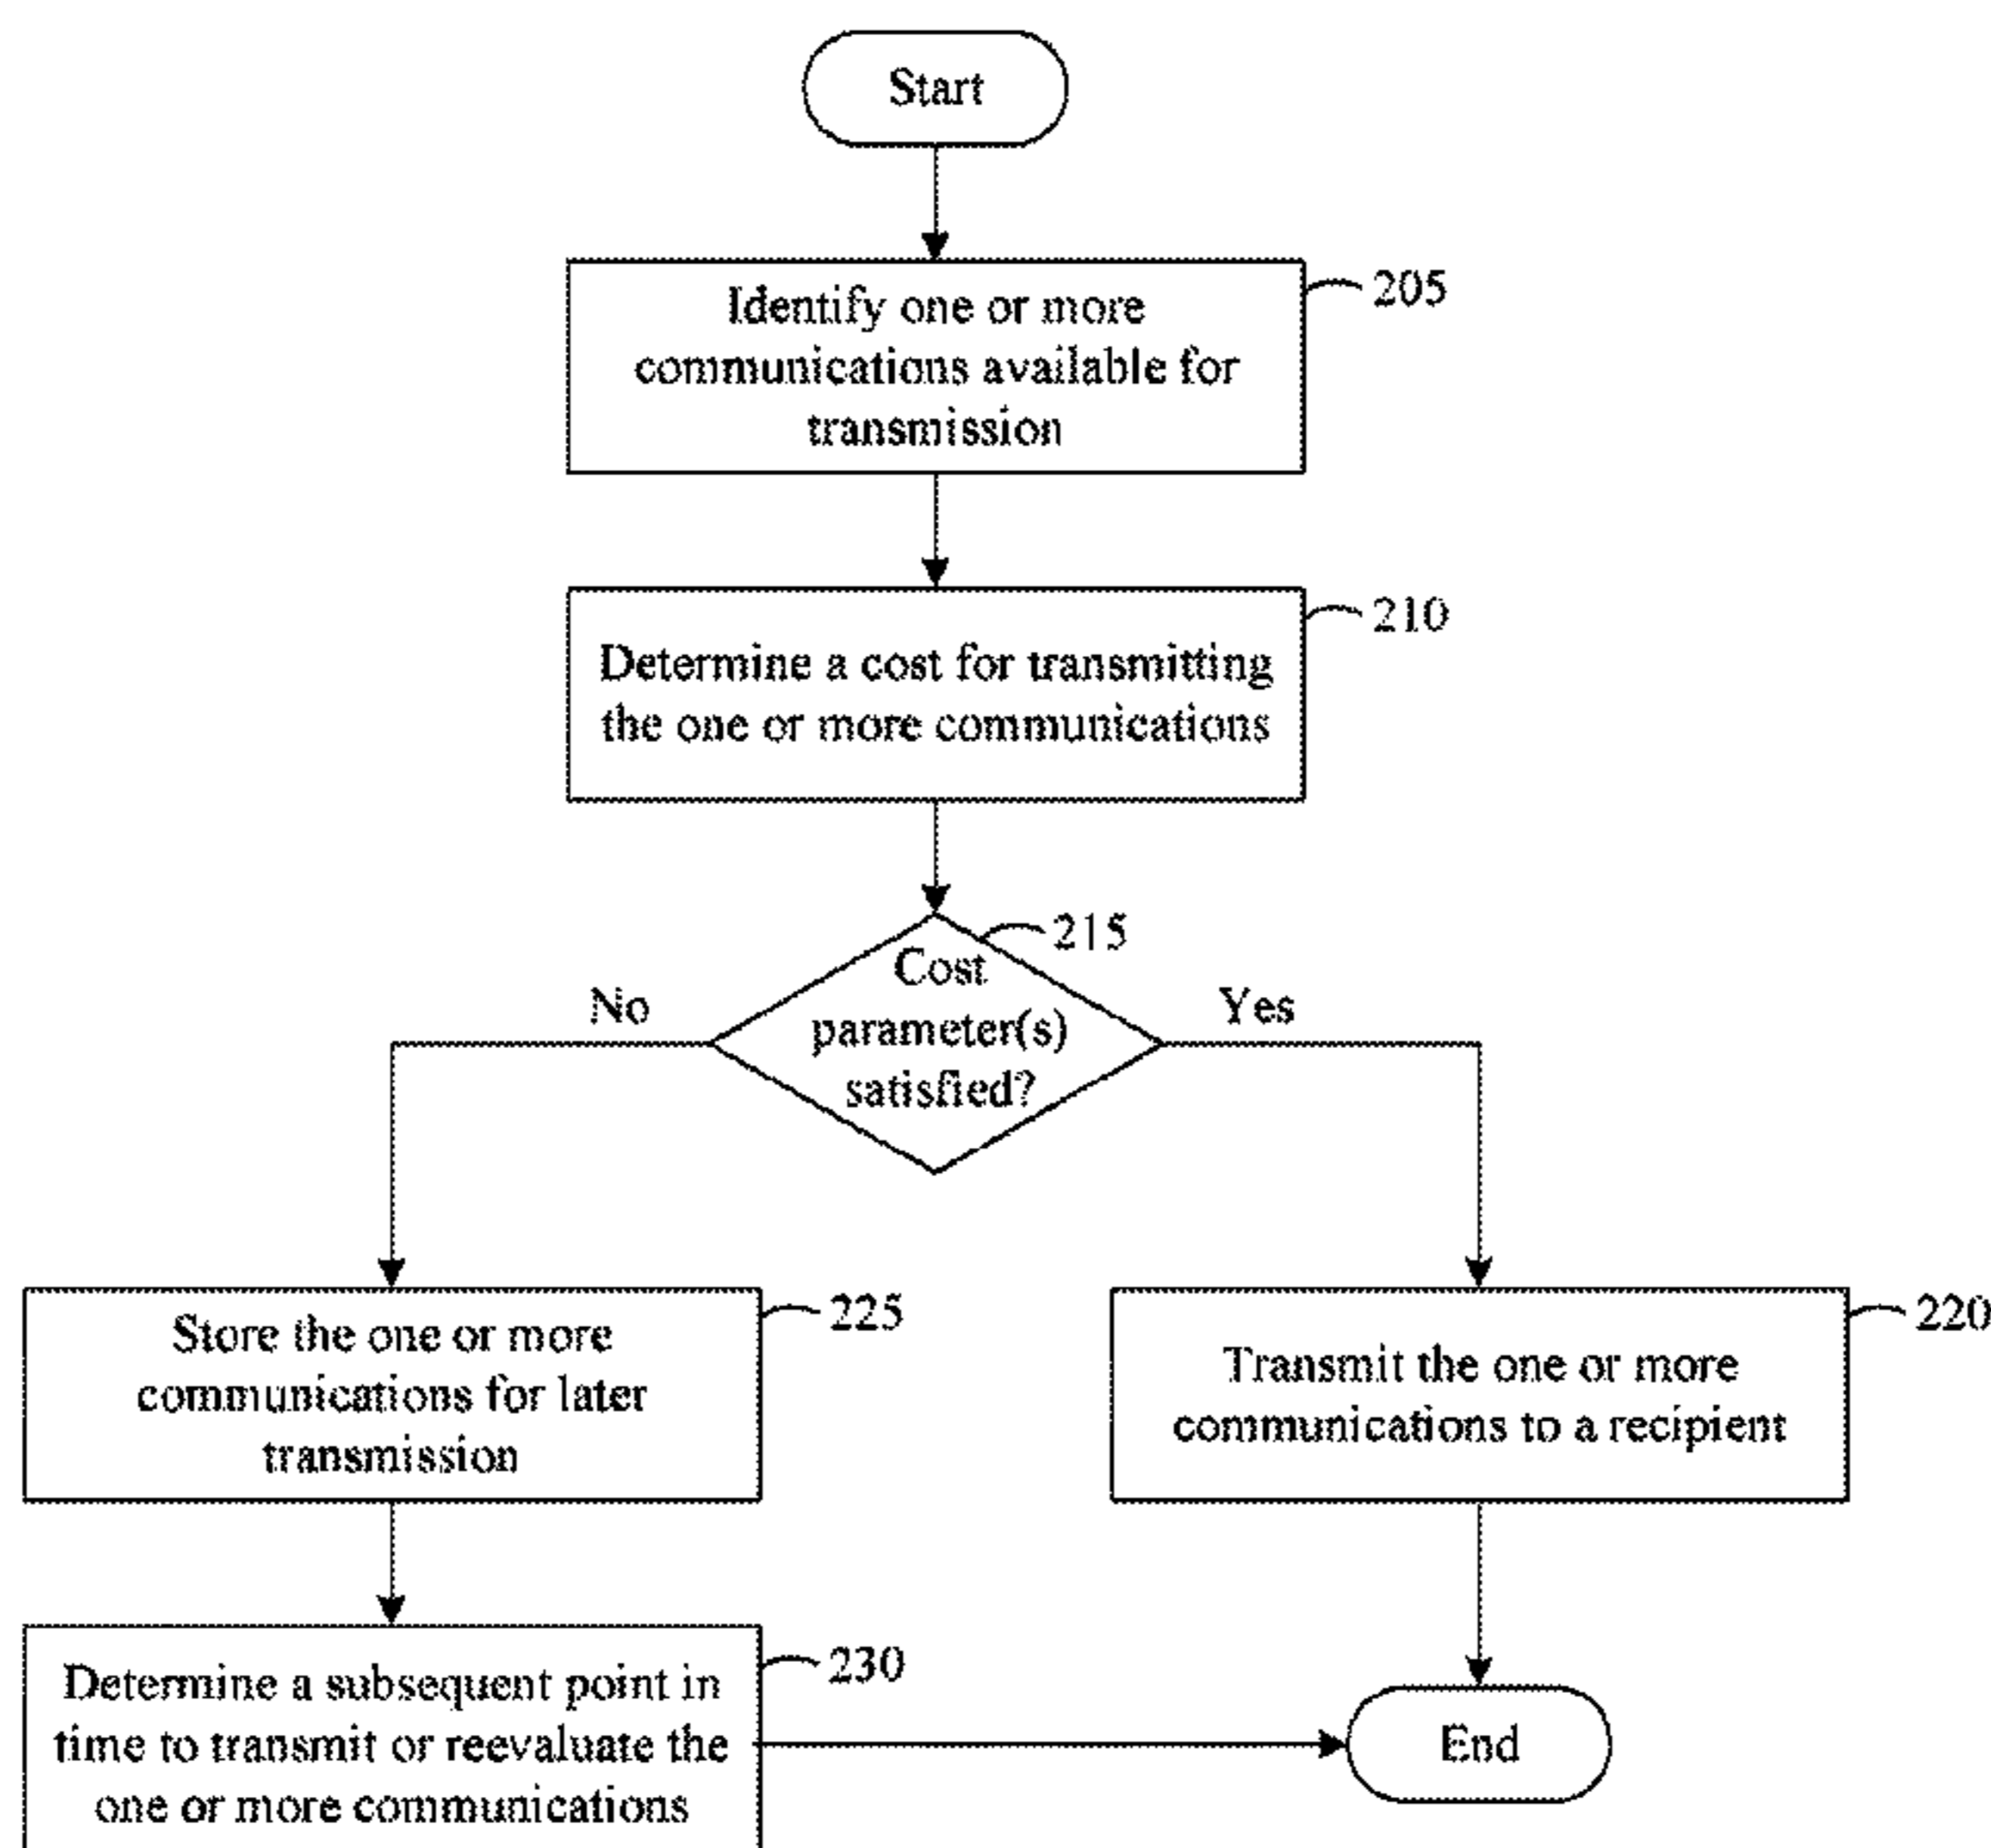 Start
Identify one or more
communications available for
transmission
205
Determine a cost for transmitting
the one or more communications
210
215
Cost
parameter(s)
satisfied?
No
Yes
Store the one or more
communications for later
transmission
225
Transmit the one or more
communications to a recipient
220
Determine a subsequent point in
time to transmit or reevaluate the
one or more communications
230
End